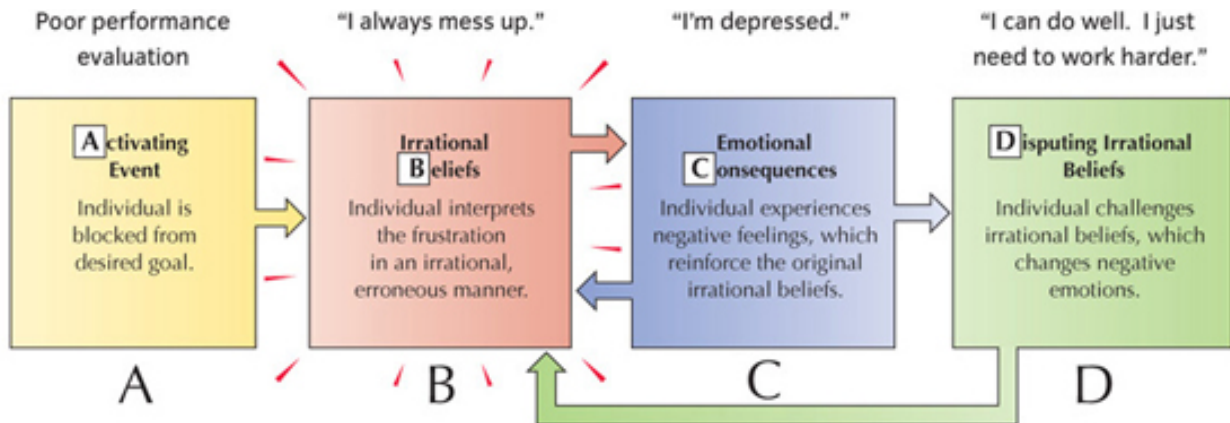 Poor performance
evaluation
“I always mess up.”
“I’m depressed.”
“I can do well. I just
need to work harder.”
Activating
Event
Individual is
blocked from
desired goal.
A
Irrational
Beliefs
Individual interprets
the frustration
in an irrational,
erroneous manner.
B
Emotional
Consequences
Individual experiences
negative feelings, which
reinforce the original
irrational beliefs.
C
Disputing Irrational
Beliefs
Individual challenges
irrational beliefs, which
changes negative
emotions.
D